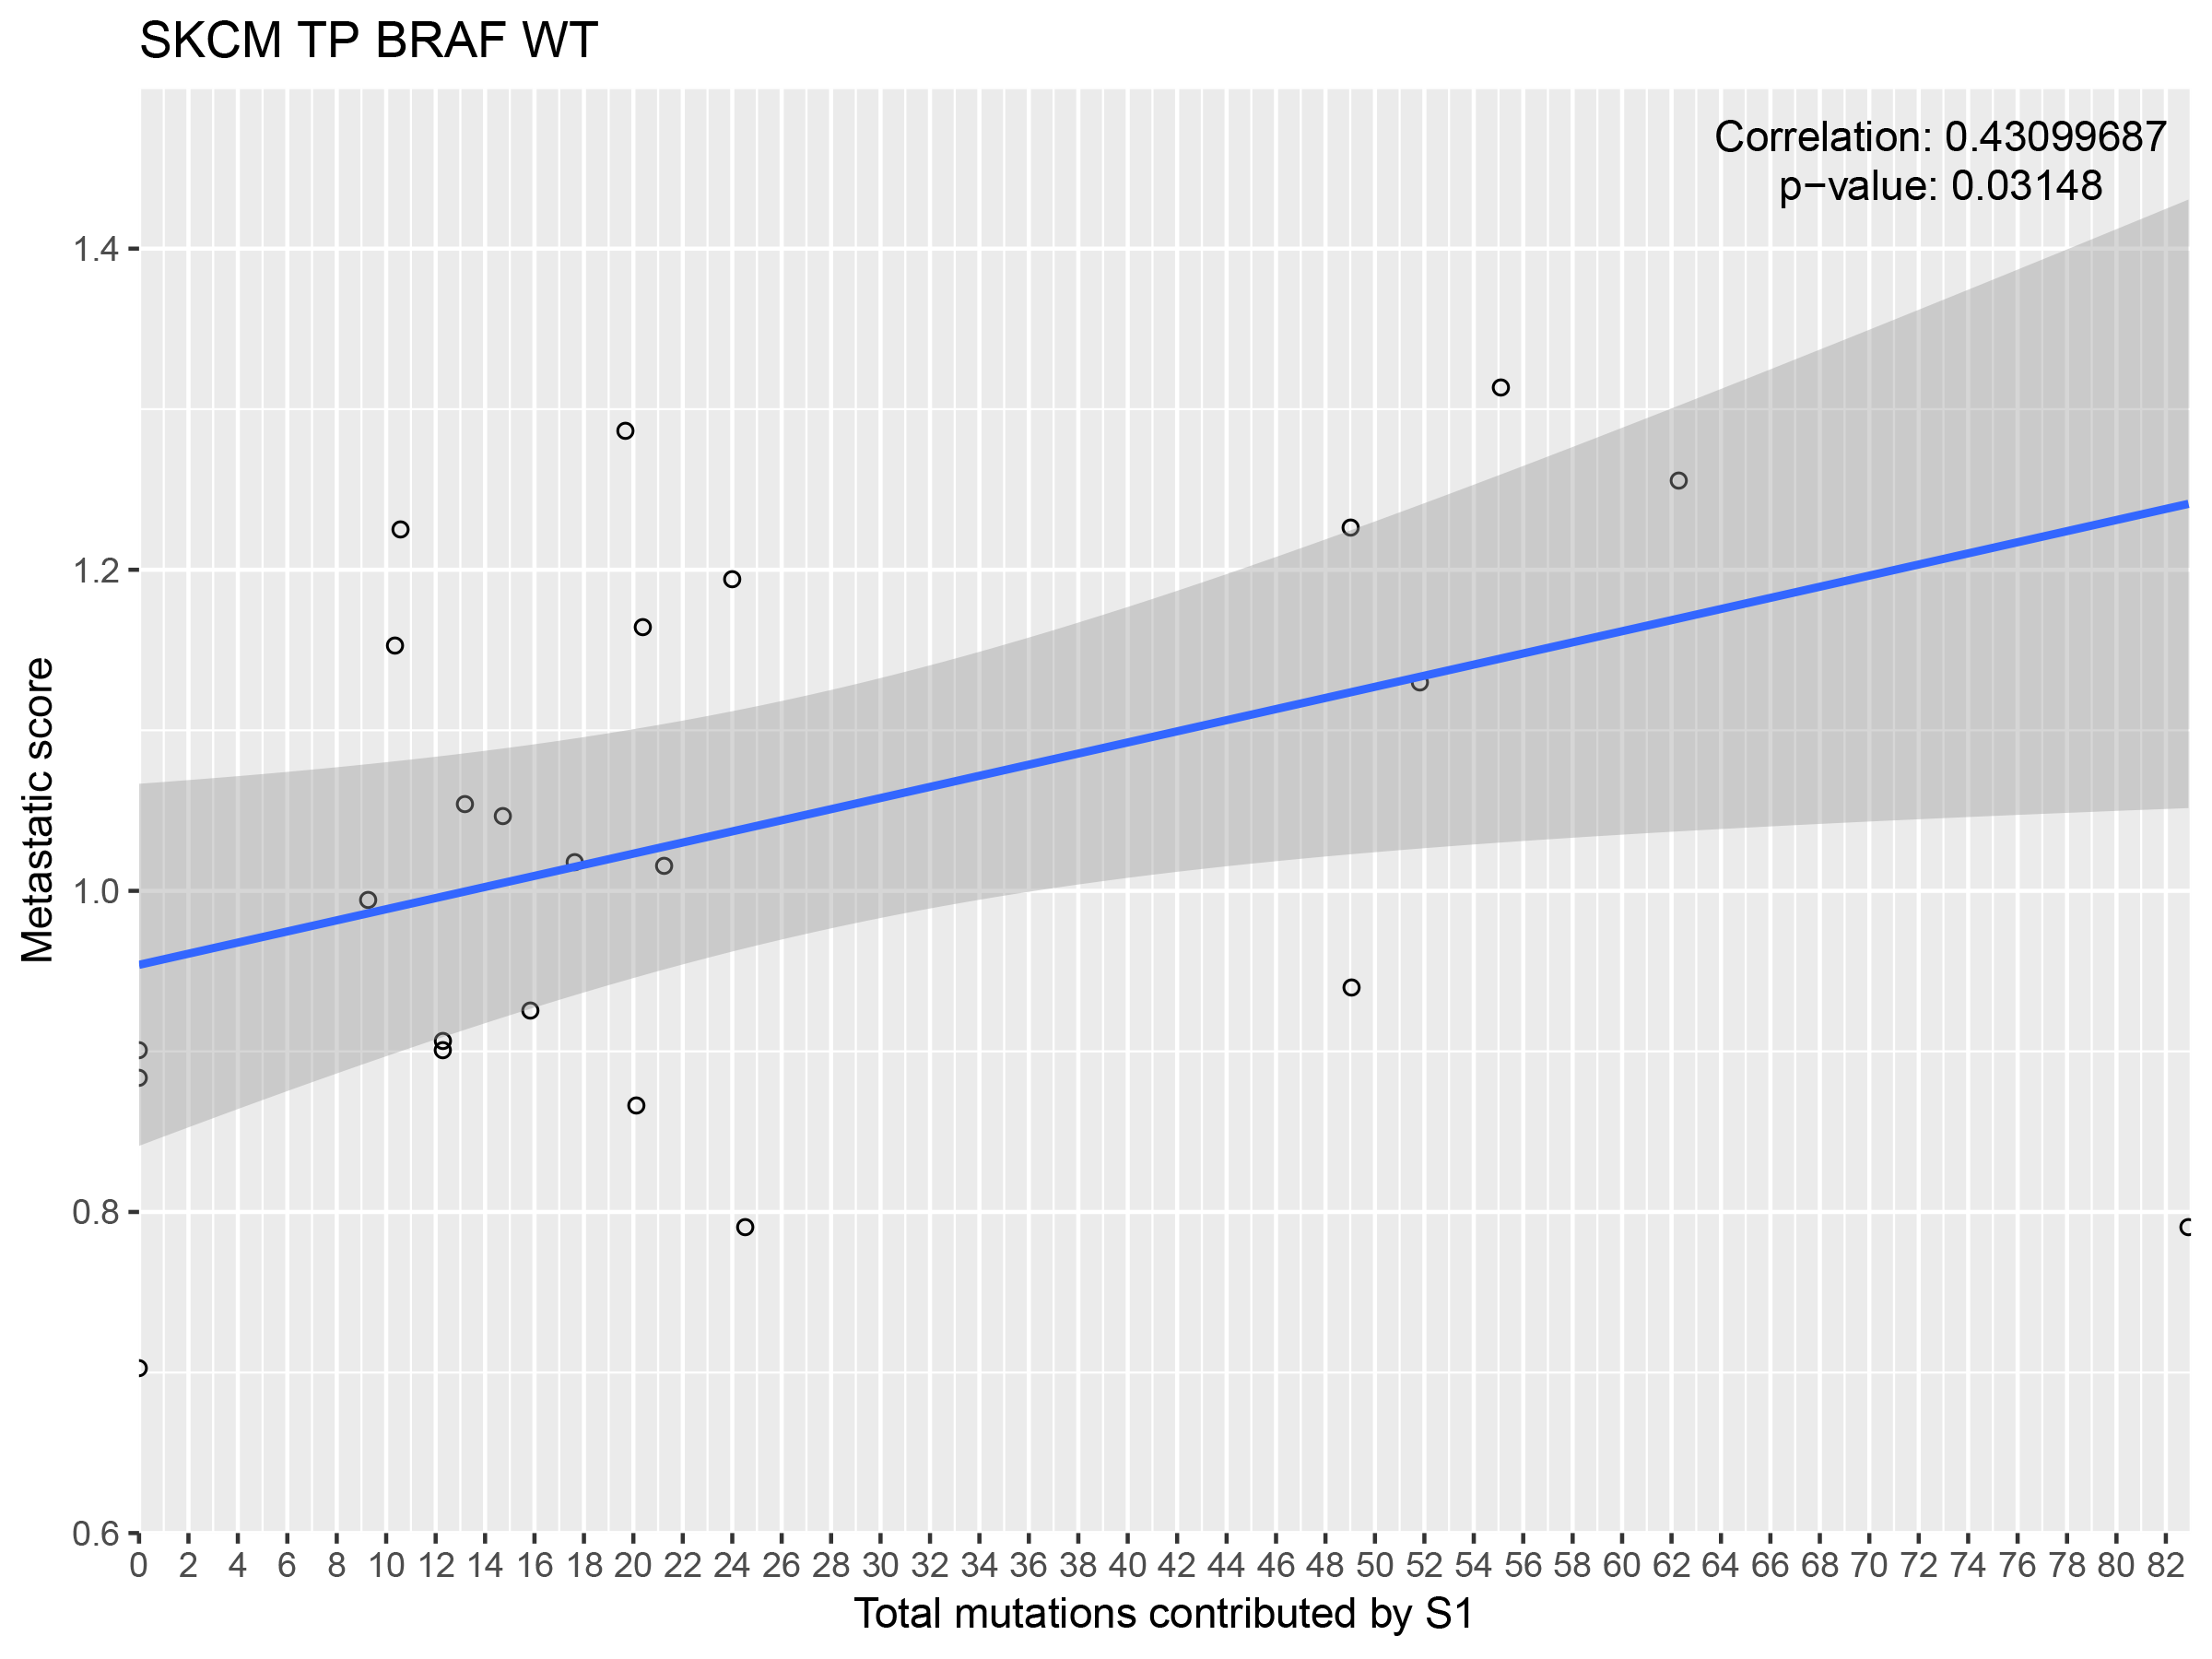 SKCM TP BRAF WT
Correlation: 0.43099687
p−value: 0.03148
Metastatic score
1.4
1.2
1.0
0.8
0.6
0 2 4 6 8 10 12 14 16 18 20 22 24 26 28 30 32 34 36 38 40 42 44 46 48 50 52 54 56 58 60 62 64 66 68 70 72 74 76 78 80 82
Total mutations contributed by S1